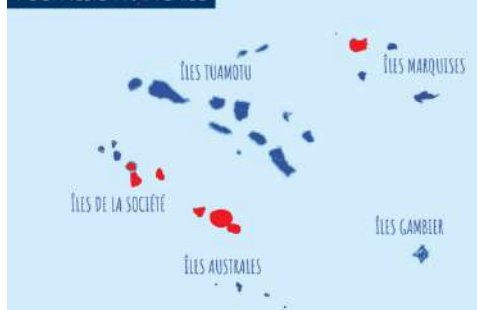 ÎLES TUAMOTU
ÎLES MARQUISES
ÎLES DE LA SOCIÉTÉ
ÎLES GAMBIER
ÎLES AUSTRALES